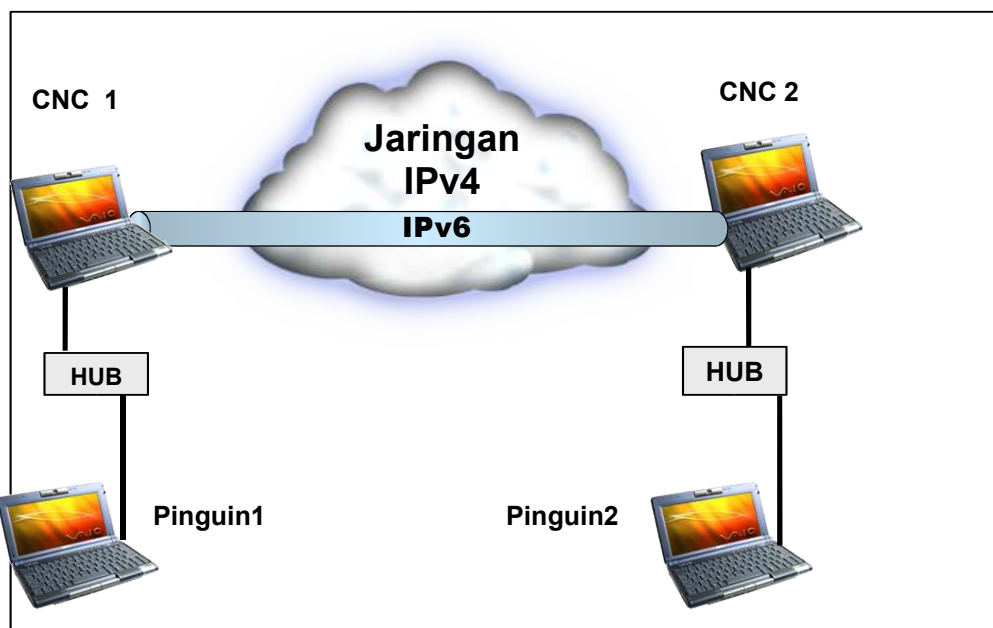 CNC 1
CNC 2
Jaringan
IPv4
IPv6
HUB
HUB
Pinguin1
Pinguin2